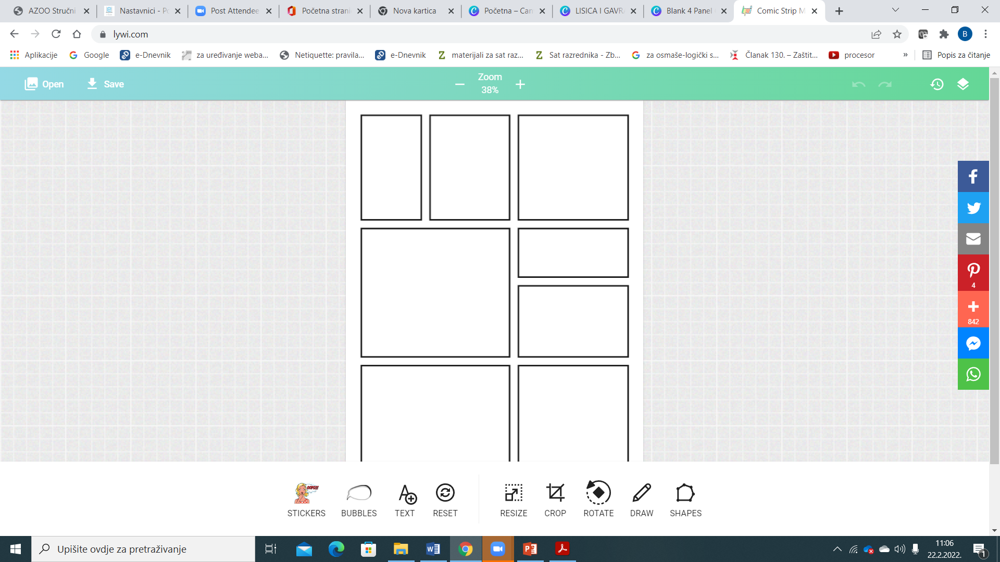 AZOO Stručni
Nastavnici - Po
Post Attendee
Početna strani
Nova kartica
Početna – Can
LISICA I GAVR
Blank 4 Panel
Comic Strip M
lywi.com
B
Aplikacije
Google
e-Dnevnik
za uređivanje weba...
Netiquette: pravila...
e-Dnevnik
materijali za sat raz...
Sat razrednika - Zb...
za osmaše-logički s...
Članak 130. – Zaštit...
procesor
»
Popis za čitanje
Open
Save
Zoom
38%
4
842
OOPS!!!
STICKERS
BUBBLES
TEXT
RESET
RESIZE
CROP
ROTATE
DRAW
SHAPES
Upišite ovdje za pretraživanje
11:06
22.2.2022.
1